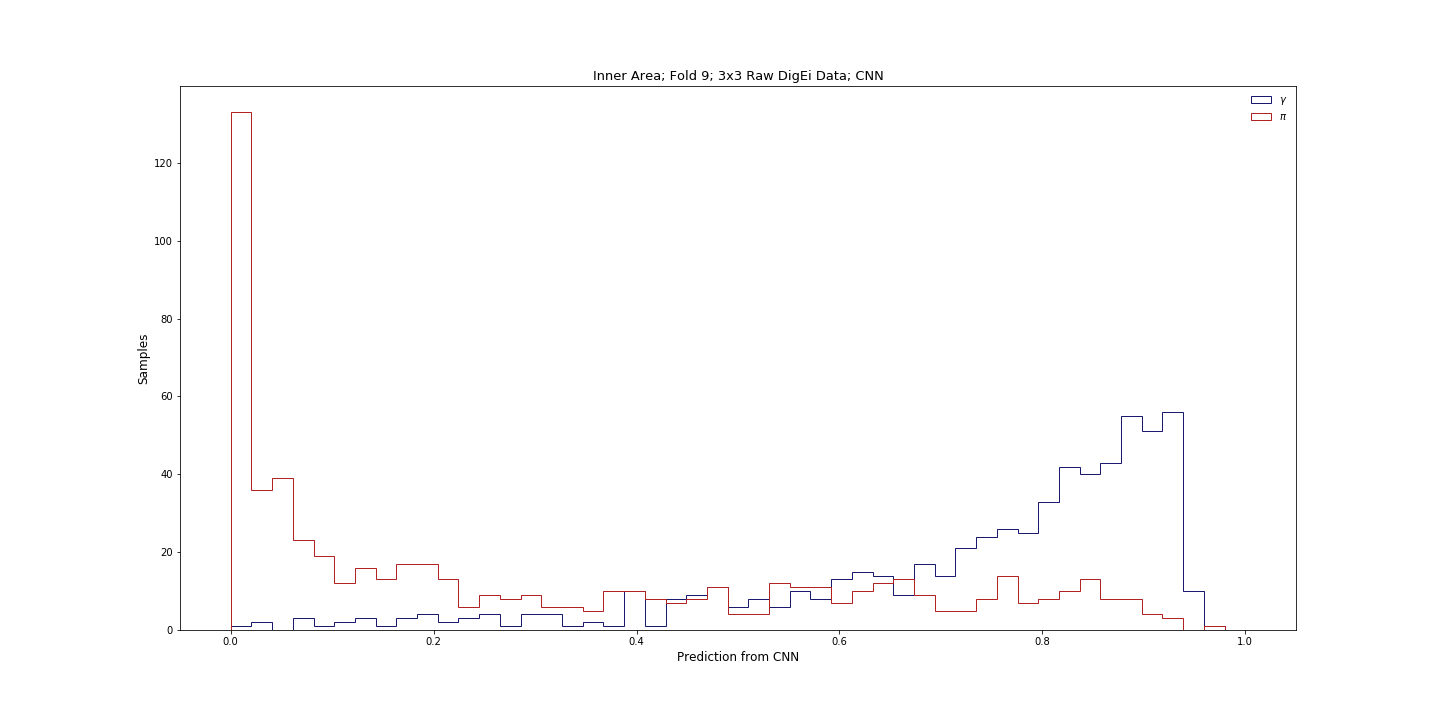 Inner Area; Fold 9; 3x3 Raw DigEi Data; CNN
γ
π
120
100
80
60
40
20
0
Samples
0.0 0.2 0.4 0.6 0.8 1.0
Prediction from CNN